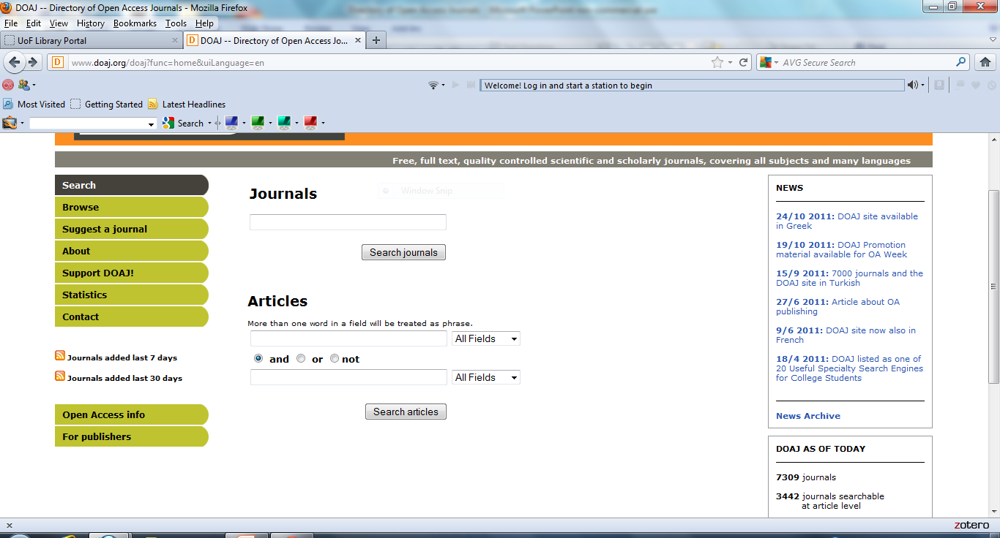 DOAJ -- Directory of Open Access Journals - Mozilla Firefox
File Edit View History Bookmarks Tools Help
UoF Library Portal
DOAJ -- Directory of Open Access Jo...
www.doaj.org/doaj?func=home&uiLanguage=en
AVG Secure Search
Welcome! Log in and start a station to begin
Most Visited Getting Started Latest Headlines
Search
Free, full text, quality controlled scientific and scholarly journals, covering all subjects and many languages
Search
Browse
Suggest a journal
About
Support DOAJ!
Statistics
Contact
Journals added last 7 days
Journals added last 30 days
Open Access info
For publishers
Journals
Window Snip
Search journals
Articles
More than one word in a field will be treated as phrase.
All Fields
and or not
All Fields
Search articles
NEWS
24/10 2011: DOAJ site available
in Greek
19/10 2011: DOAJ Promotion
material available for OA Week
15/9 2011: 7000 journals and the
DOAJ site in Turkish
27/6 2011: Article about OA
publishing
9/6 2011: DOAJ site now also in
French
18/4 2011: DOAJ listed as one of
20 Useful Specialty Search Engines
for College Students
News Archive
DOAJ AS OF TODAY
7309 journals
3442 journals searchable
at article level
zotero